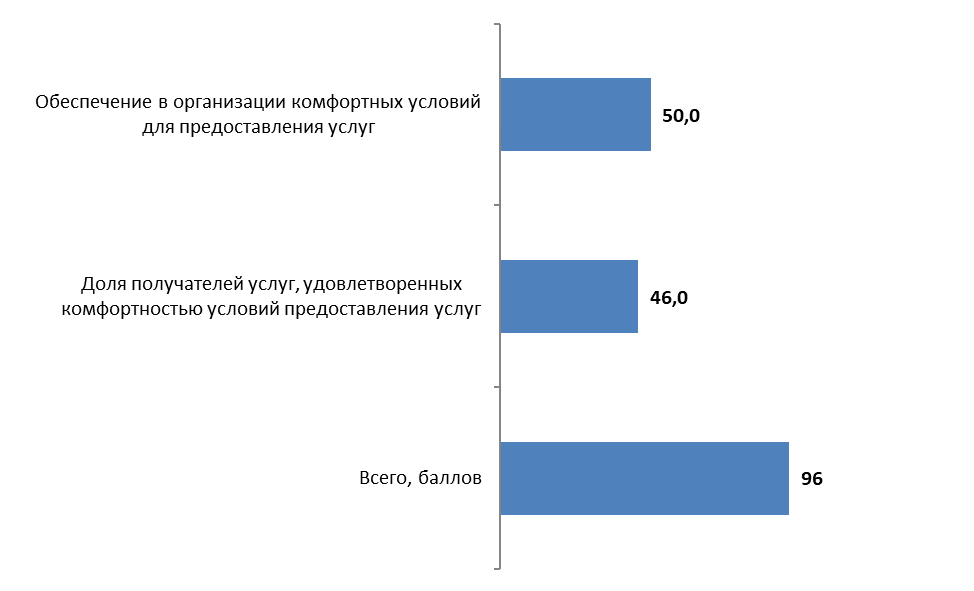 Обеспечение в организации комфортных условий
для предоставления услуг
50,0
Доля получателей услуг, удовлетворенных
комфортностью условий предоставления услуг
46,0
Всего, баллов
96